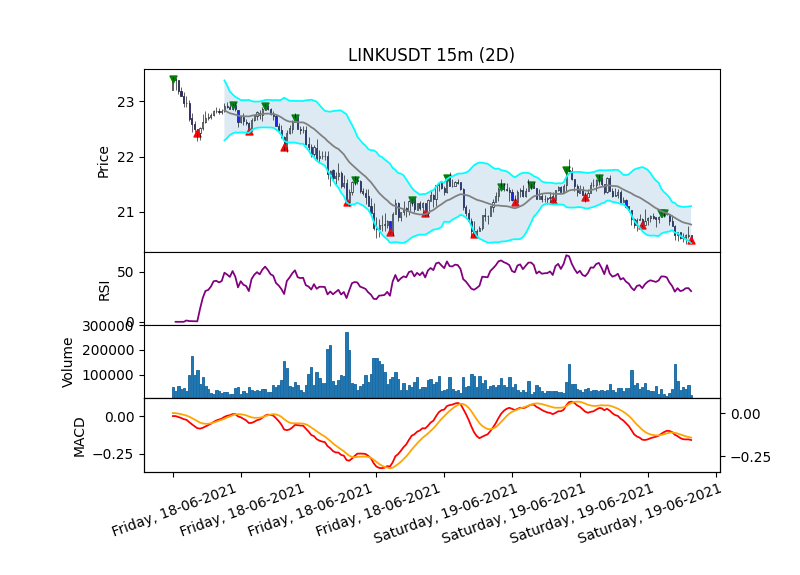 LINKUSDT 15m (2D)
Price
23
22
21
RSI
50
0
Volume
300000
200000
100000
MACD
0.00
−0.25
0.00
−0.25
Friday, 18-06-2021
Friday, 18-06-2021
Friday, 18-06-2021
Friday, 18-06-2021
Saturday, 19-06-2021
Saturday, 19-06-2021
Saturday, 19-06-2021
Saturday, 19-06-2021